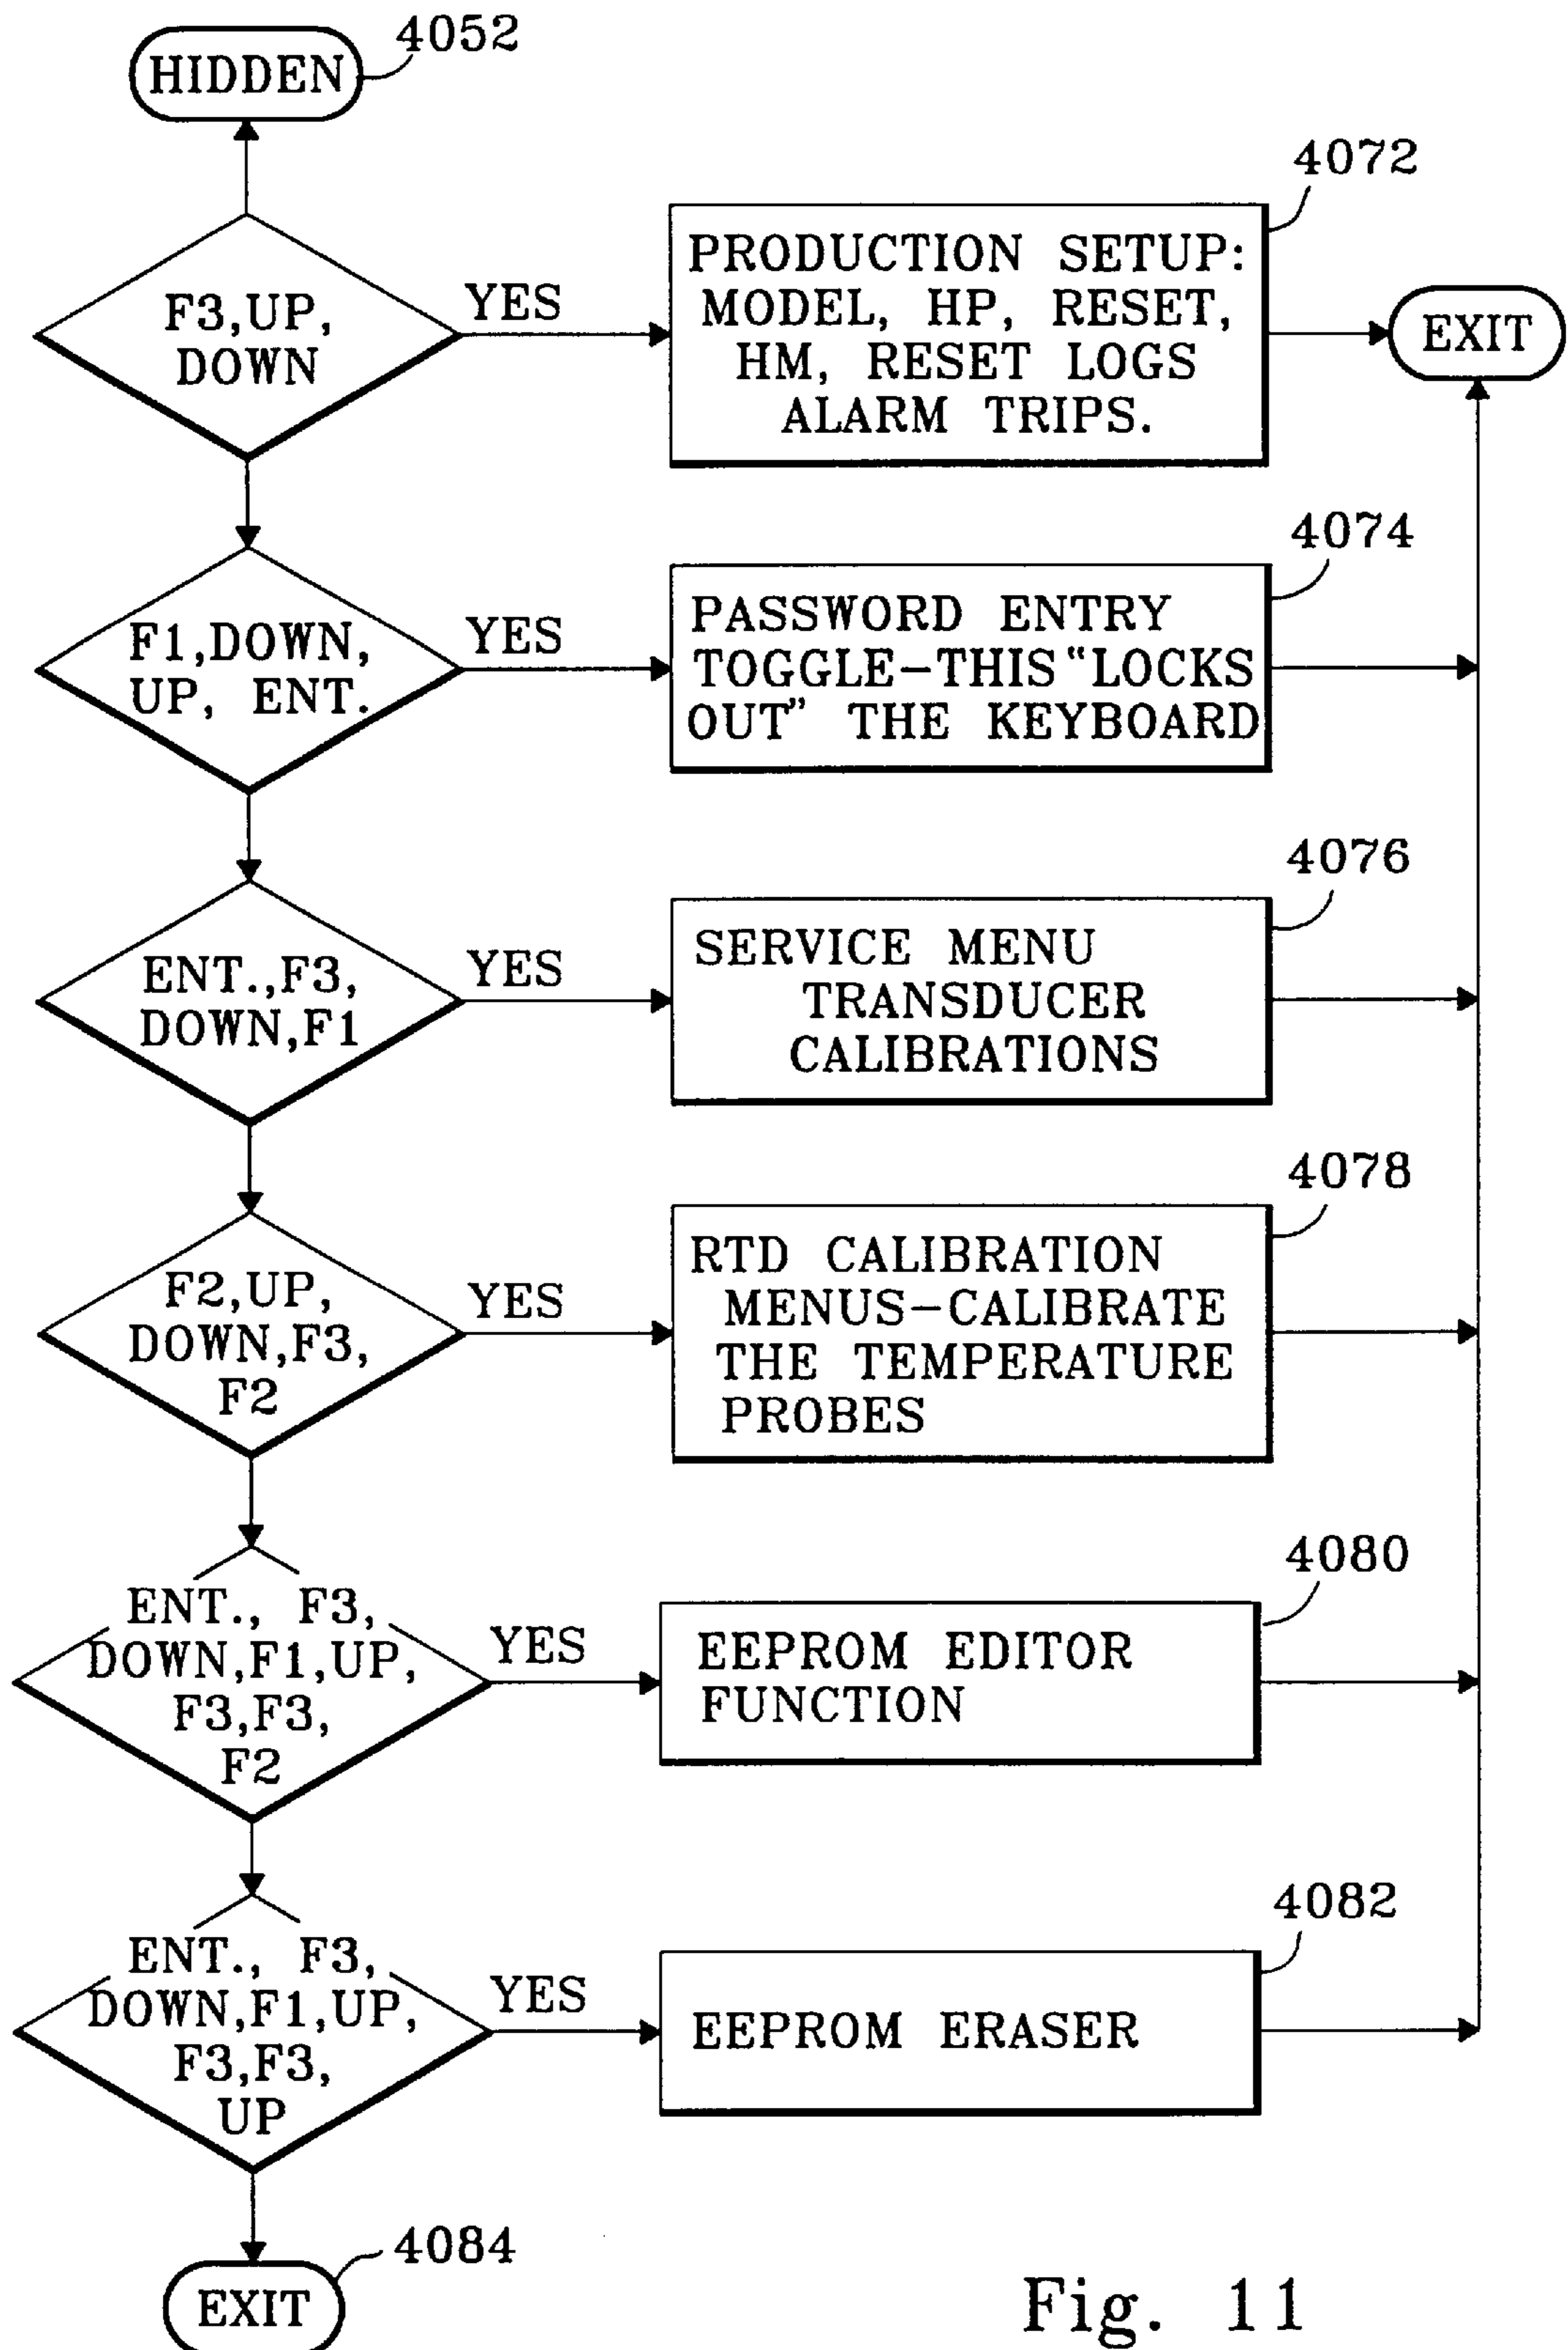 4052
HIDDEN
4072
F3,UP,
DOWN
YES
PRODUCTION SETUP:
MODEL, HP, RESET,
HM, RESET LOGS
ALARM TRIPS.
EXIT
4074
F1,DOWN,
UP, ENT.
YES
PASSWORD ENTRY
TOGGLE-THIS "LOCKS
OUT" THE KEYBOARD
4076
ENT.,F3,
DOWN,F1
YES
SERVICE MENU
TRANSDUCER
CALIBRATIONS
4078
F2,UP,
DOWN,F3,
F2
YES
RTD CALIBRATION
MENUS-CALIBRATE
THE TEMPERATURE
PROBES
4080
ENT., F3,
DOWN,F1,UP,
F3,F3,
F2
YES
EEPROM EDITOR
FUNCTION
4082
ENT., F3,
DOWN,F1,UP,
F3,F3,
UP
YES
EEPROM ERASER
4084
EXIT
Fig. 11